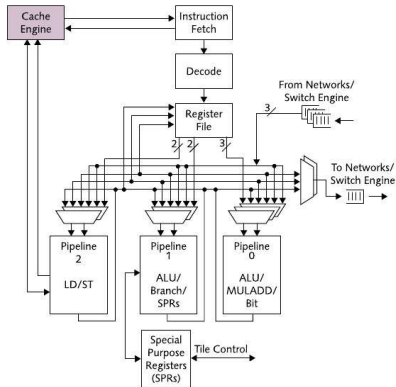 Cache
Engine
Instruction
Fetch
Decode
Register
File
From Networks/
Switch Engine
3
2
2
3
To Networks/
Switch Engine
Pipeline
2
LD/ST
Pipeline
1
ALU/
Branch/
SPRs
Pipeline
0
ALU/
MULADD/
Bit
Special
Purpose
Registers
(SPRs)
Tile Control